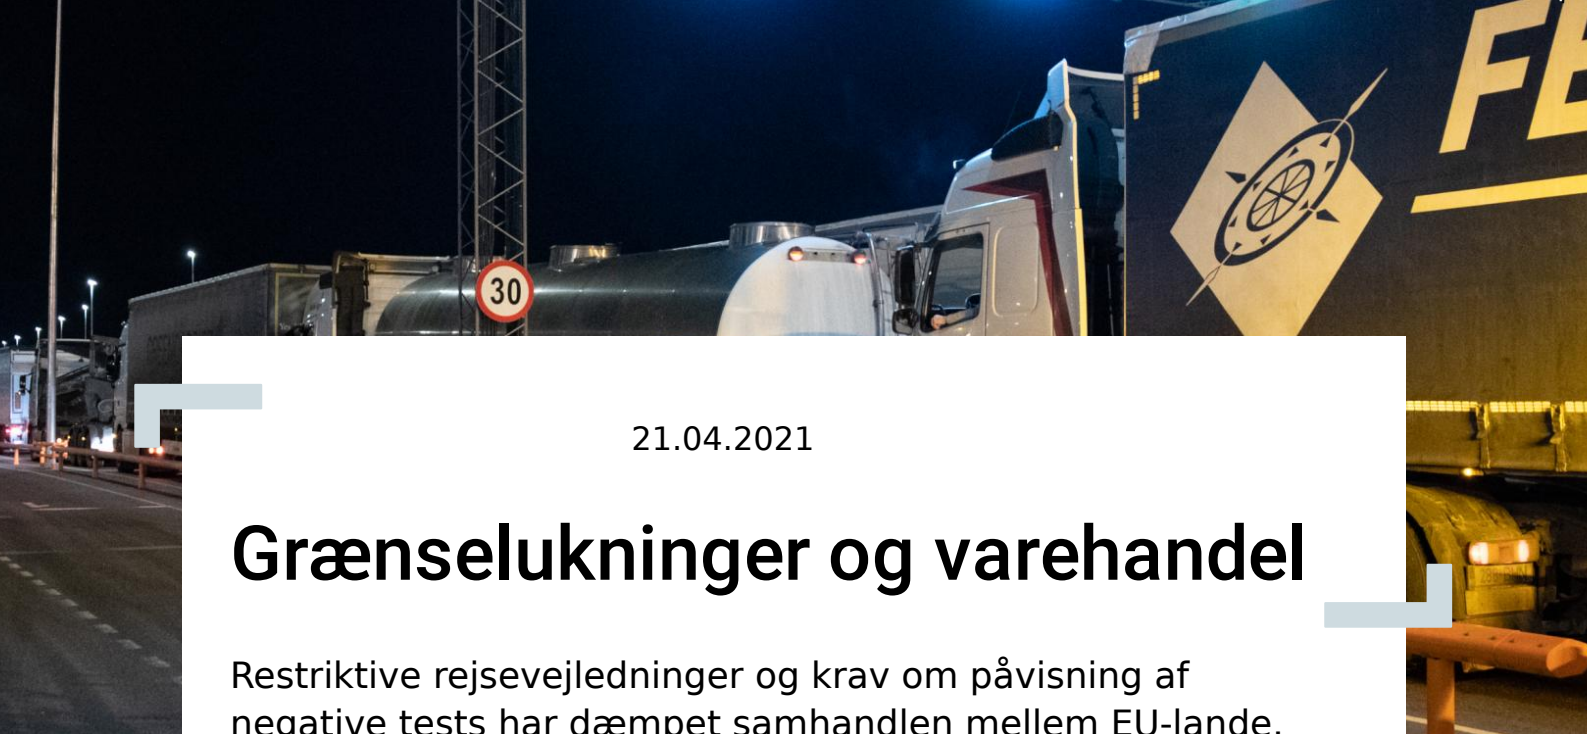 FE
30
21.04.2021
Grænselukninger og varehandel
Restriktive rejsevejledninger og krav om påvisning af
negative tests har dæmpet samhandlen mellem EU-lande.